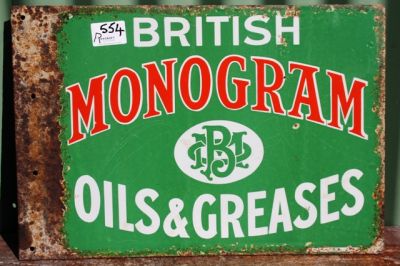 554
BRITISH
MONOGRAM
OILS & GREASES